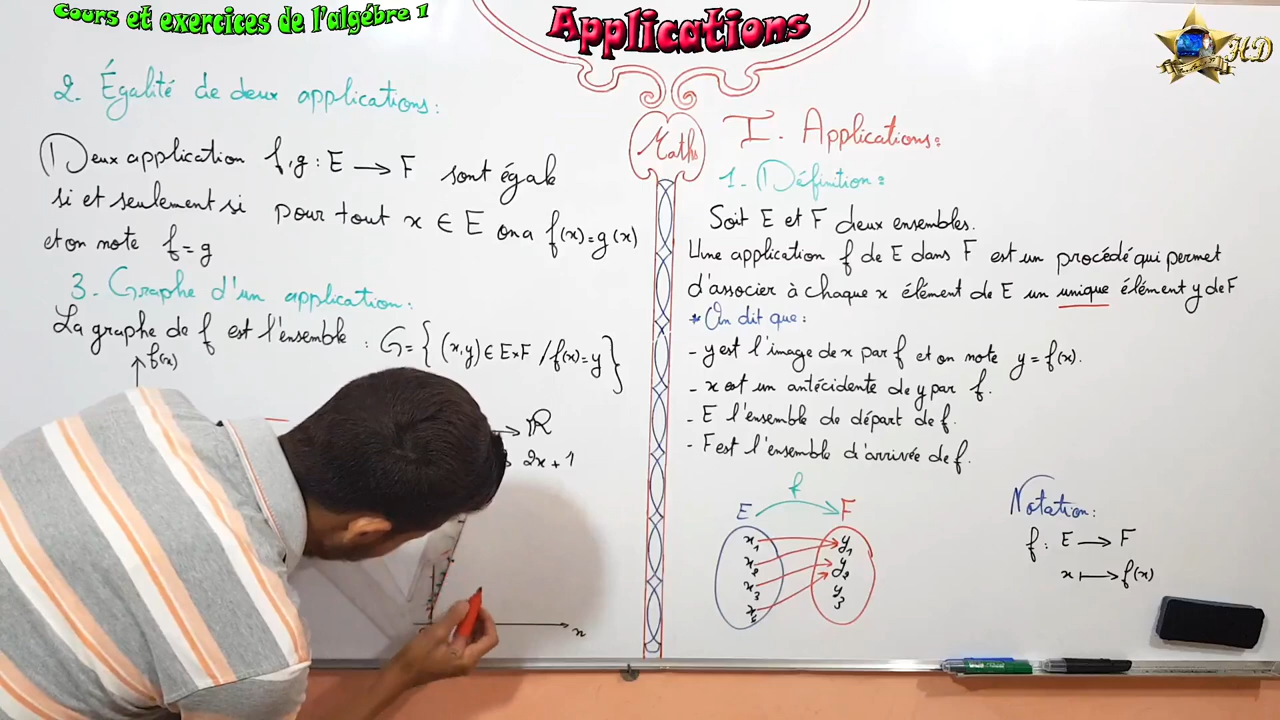 Cours et exercices de l'algébre 1
Applications
HD
2. Égalité de deux applications:
Deux application f,g : E → F sont égale
si et seulement si pour tout x ∈ E on a f(x)=g(x)
et on note f=g
3. Graphe d'un application:
La graphe de f est l'ensemble : G={(x,y)∈ E×F /f(x)=y}
f(x)
→ ℝ
2x+1
x
Maths
I. Applications:
1. Définition:
Soit E et F dieux ensembles.
Une application f de E dans F est un procédé qui permet
d'associer à chaque x élément de E un unique élément y de F
* On dit que:
- y est l'image de x par f et on note y = f(x).
- x est un antécidente de y par f.
- E l'ensemble de départ de f.
- F est l'ensemble d'arrivée de f.
f
E F
x1 y1
x2 y2
x3 y3
x4
Notation:
f: E → F
x ↦ f(x)